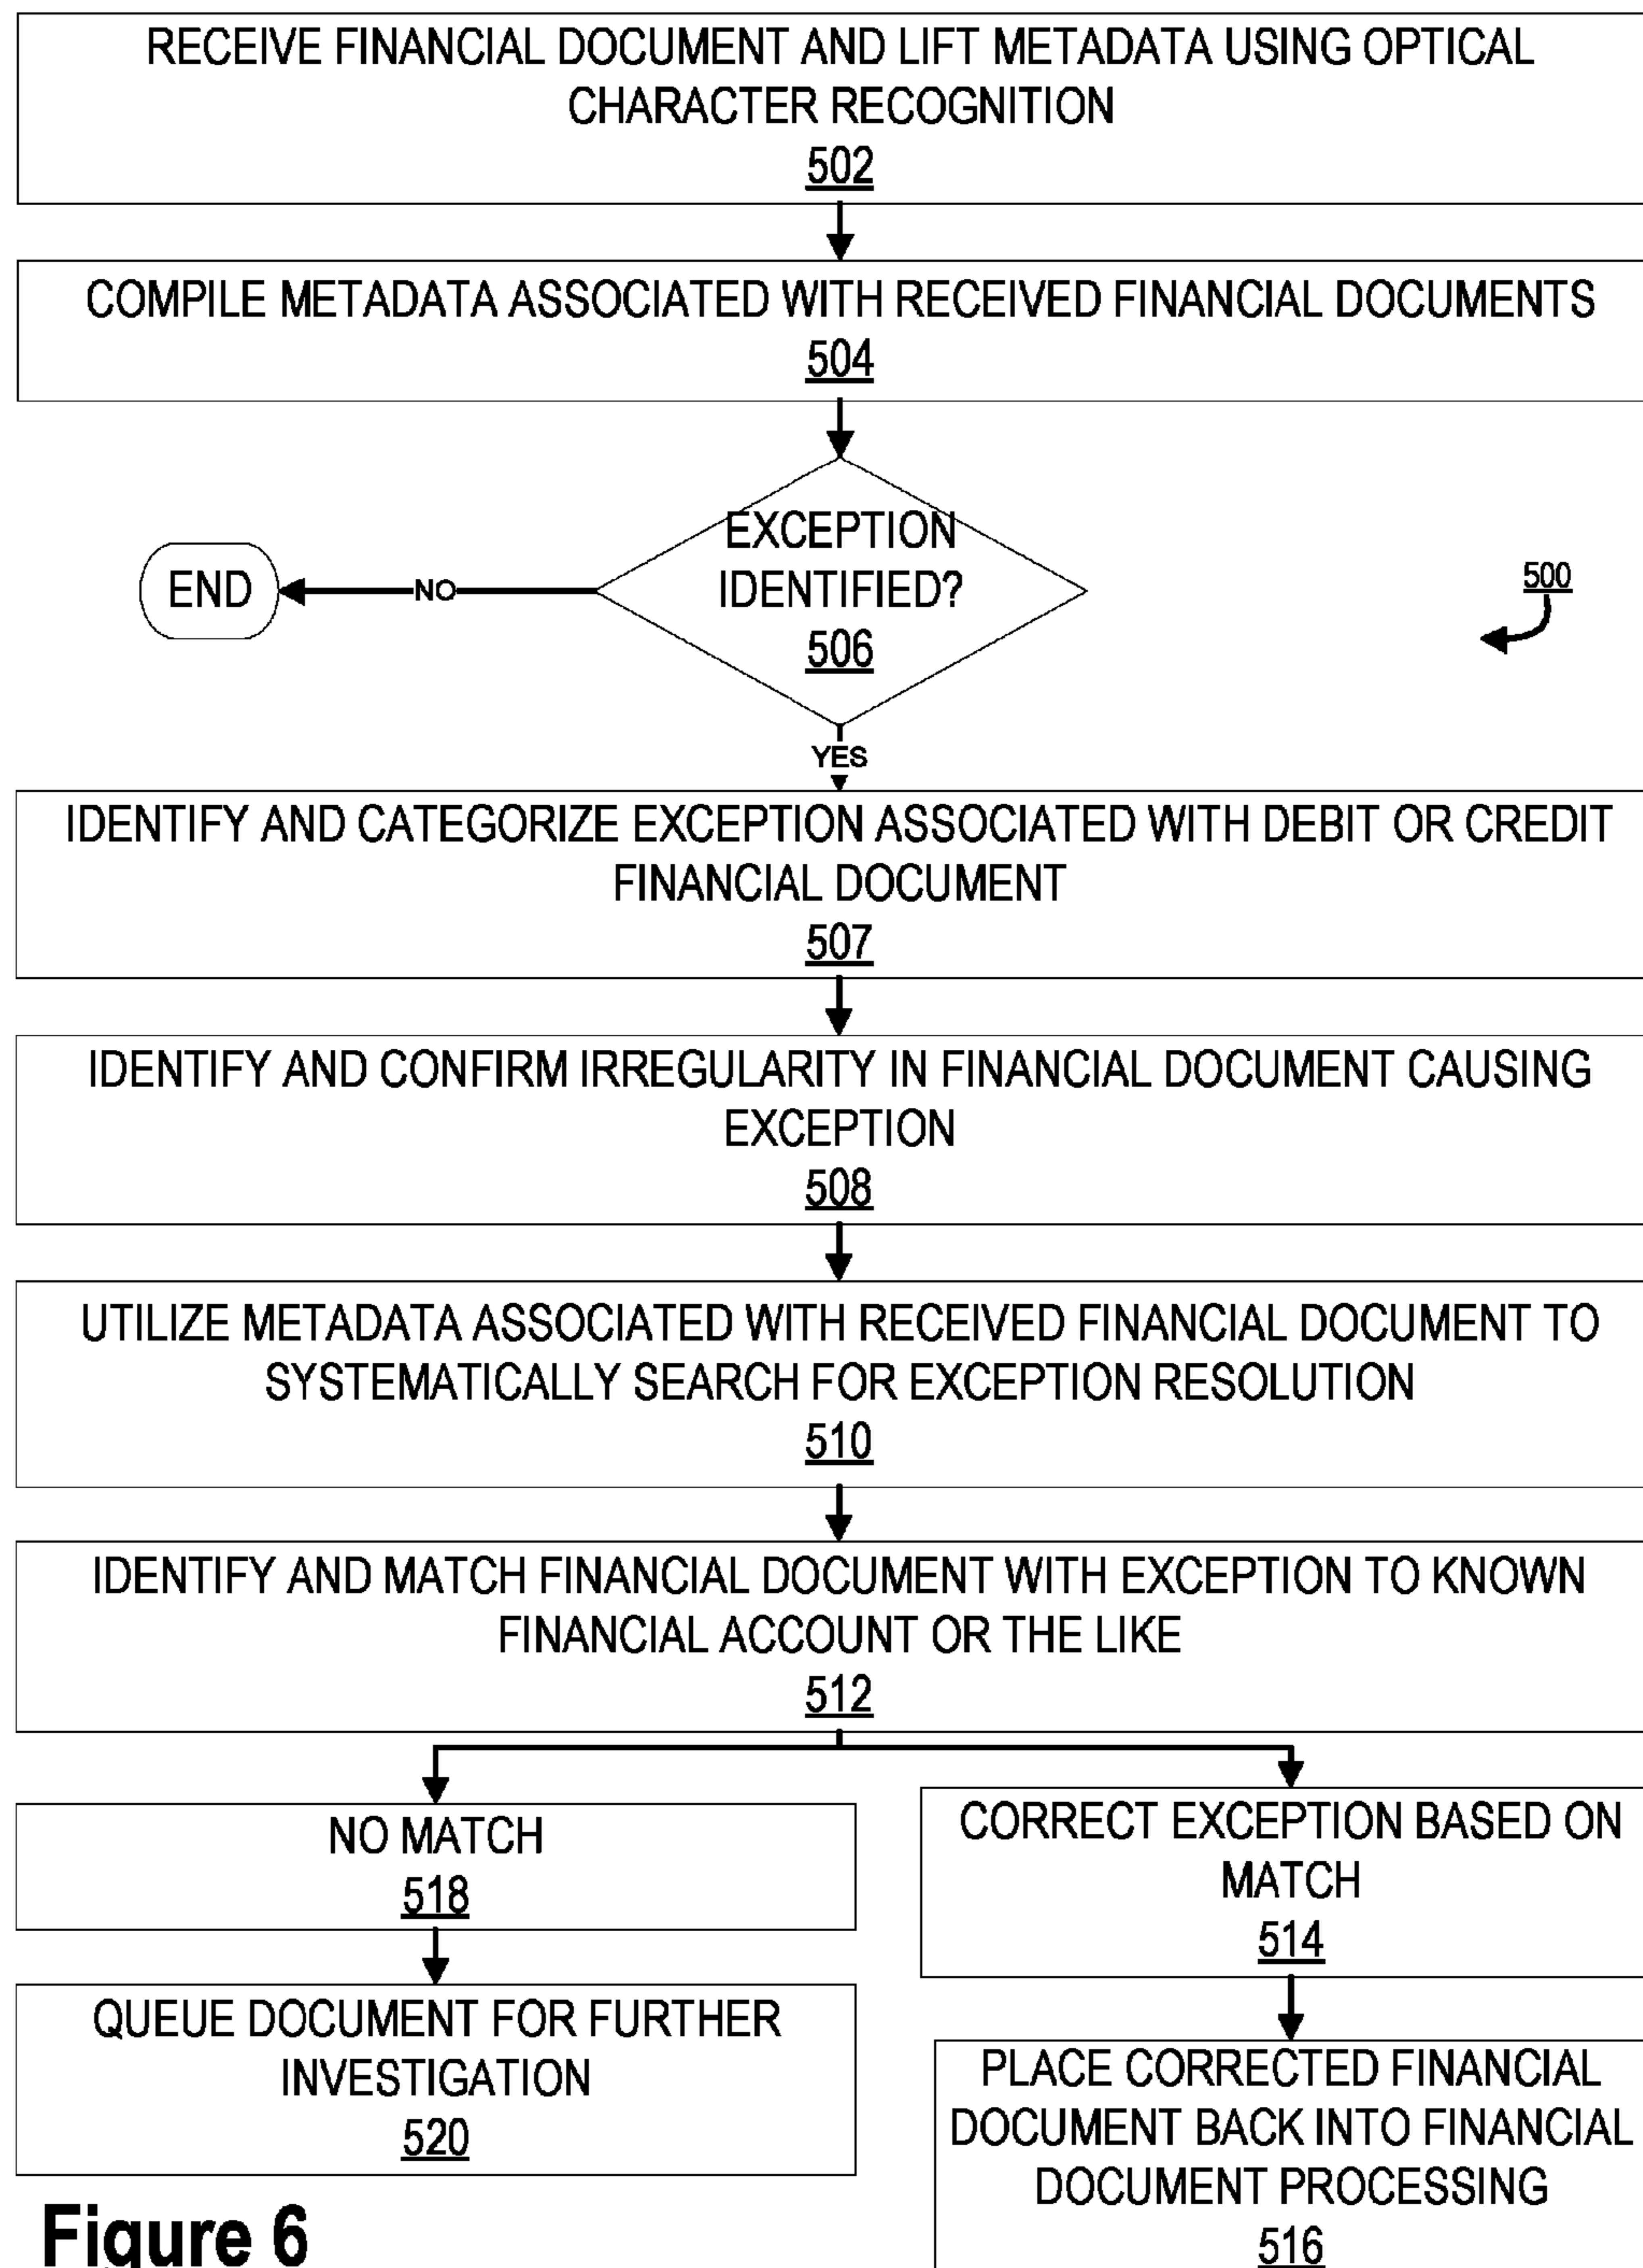 RECEIVE FINANCIAL DOCUMENT AND LIFT METADATA USING OPTICAL
CHARACTER RECOGNITION
502
COMPILE METADATA ASSOCIATED WITH RECEIVED FINANCIAL DOCUMENTS
504
EXCEPTION
IDENTIFIED?
506
NO
END
500
YES
IDENTIFY AND CATEGORIZE EXCEPTION ASSOCIATED WITH DEBIT OR CREDIT
FINANCIAL DOCUMENT
507
IDENTIFY AND CONFIRM IRREGULARITY IN FINANCIAL DOCUMENT CAUSING
EXCEPTION
508
UTILIZE METADATA ASSOCIATED WITH RECEIVED FINANCIAL DOCUMENT TO
SYSTEMATICALLY SEARCH FOR EXCEPTION RESOLUTION
510
IDENTIFY AND MATCH FINANCIAL DOCUMENT WITH EXCEPTION TO KNOWN
FINANCIAL ACCOUNT OR THE LIKE
512
NO MATCH
518
QUEUE DOCUMENT FOR FURTHER
INVESTIGATION
520
CORRECT EXCEPTION BASED ON
MATCH
514
PLACE CORRECTED FINANCIAL
DOCUMENT BACK INTO FINANCIAL
DOCUMENT PROCESSING
516
Figure 6